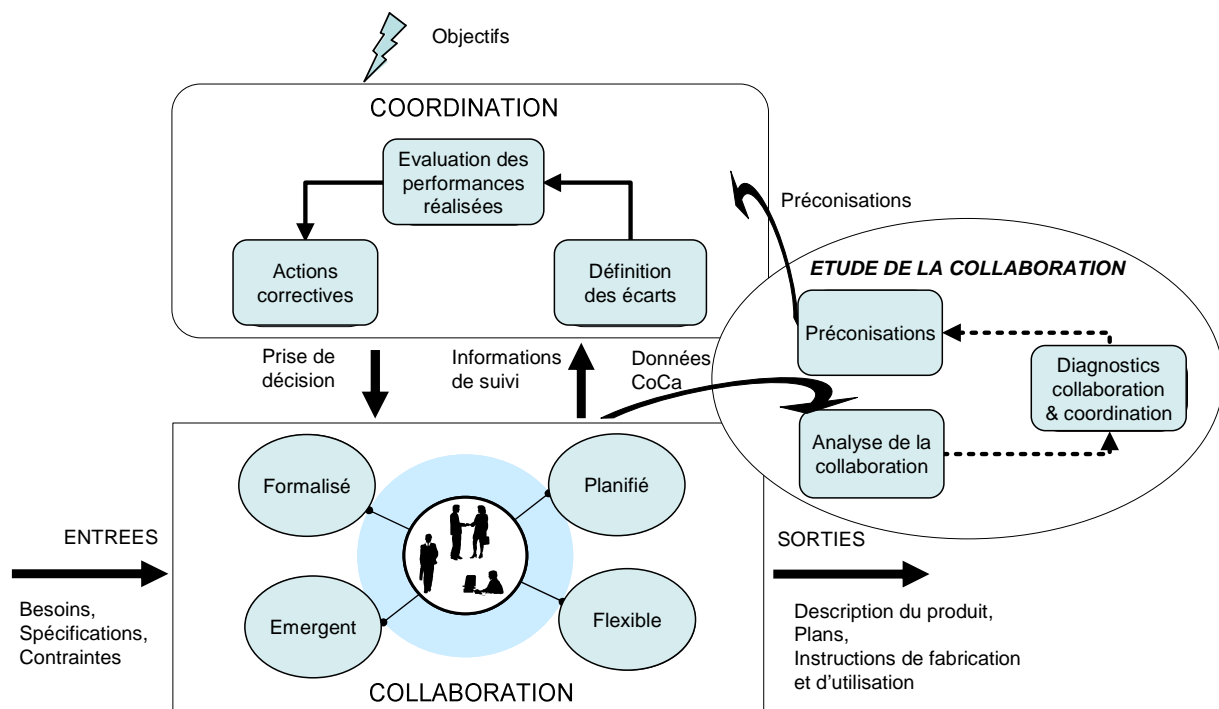 Objectifs
COORDINATION
Evaluation des
performances
réalisées
Actions
correctives
Définition
des écarts
Préconisations
ETUDE DE LA COLLABORATION
Préconisations
Diagnostics
collaboration
& coordination
Analyse de la
collaboration
Prise de
décision
Informations
de suivi
Données
CoCa
Formalisé
Planifié
Emergent
Flexible
COLLABORATION
ENTREES
Besoins,
Spécifications,
Contraintes
SORTIES
Description du produit,
Plans,
Instructions de fabrication
et d'utilisation